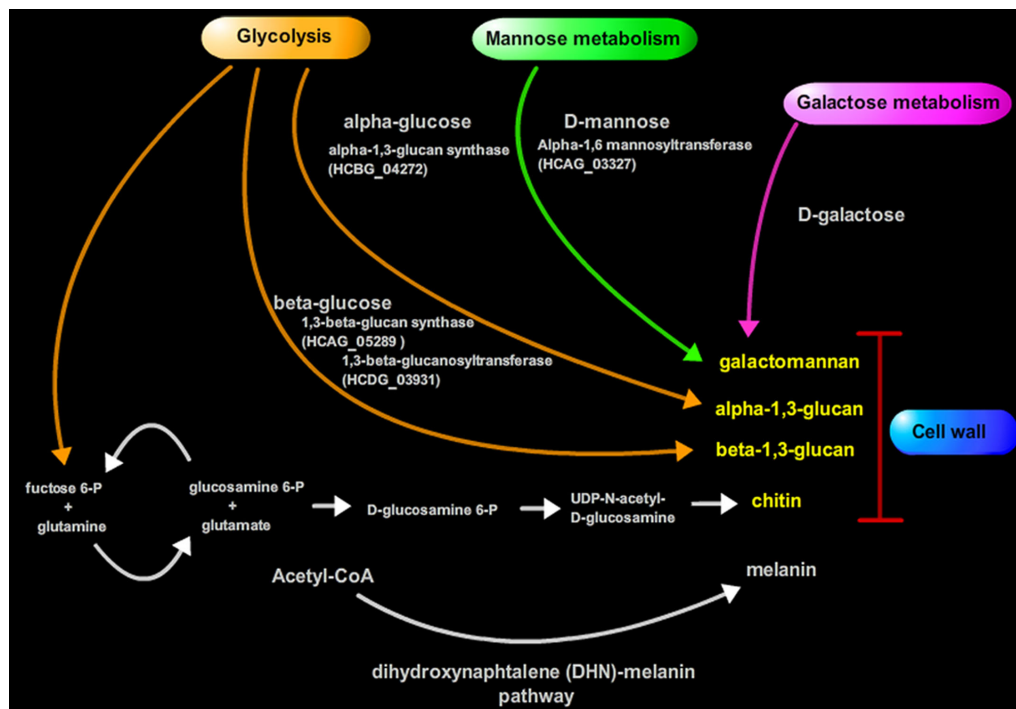 Glycolysis
Mannose metabolism
Galactose metabolism
alpha-glucose
alpha-1,3-glucan synthase
(HCBG_04272)
D-mannose
Alpha-1,6 mannosyltransferase
(HCAG_03327)
D-galactose
beta-glucose
1,3-beta-glucan synthase
(HCAG_05289 )
1,3-beta-glucanosyltransferase
(HCDG_03931)
galactomannan
alpha-1,3-glucan
beta-1,3-glucan
Cell wall
fuctose 6-P
+
glutamine
glucosamine 6-P
+
glutamate
D-glucosamine 6-P
UDP-N-acetyl-
D-glucosamine
chitin
Acetyl-CoA
melanin
dihydroxynaphtalene (DHN)-melanin
pathway